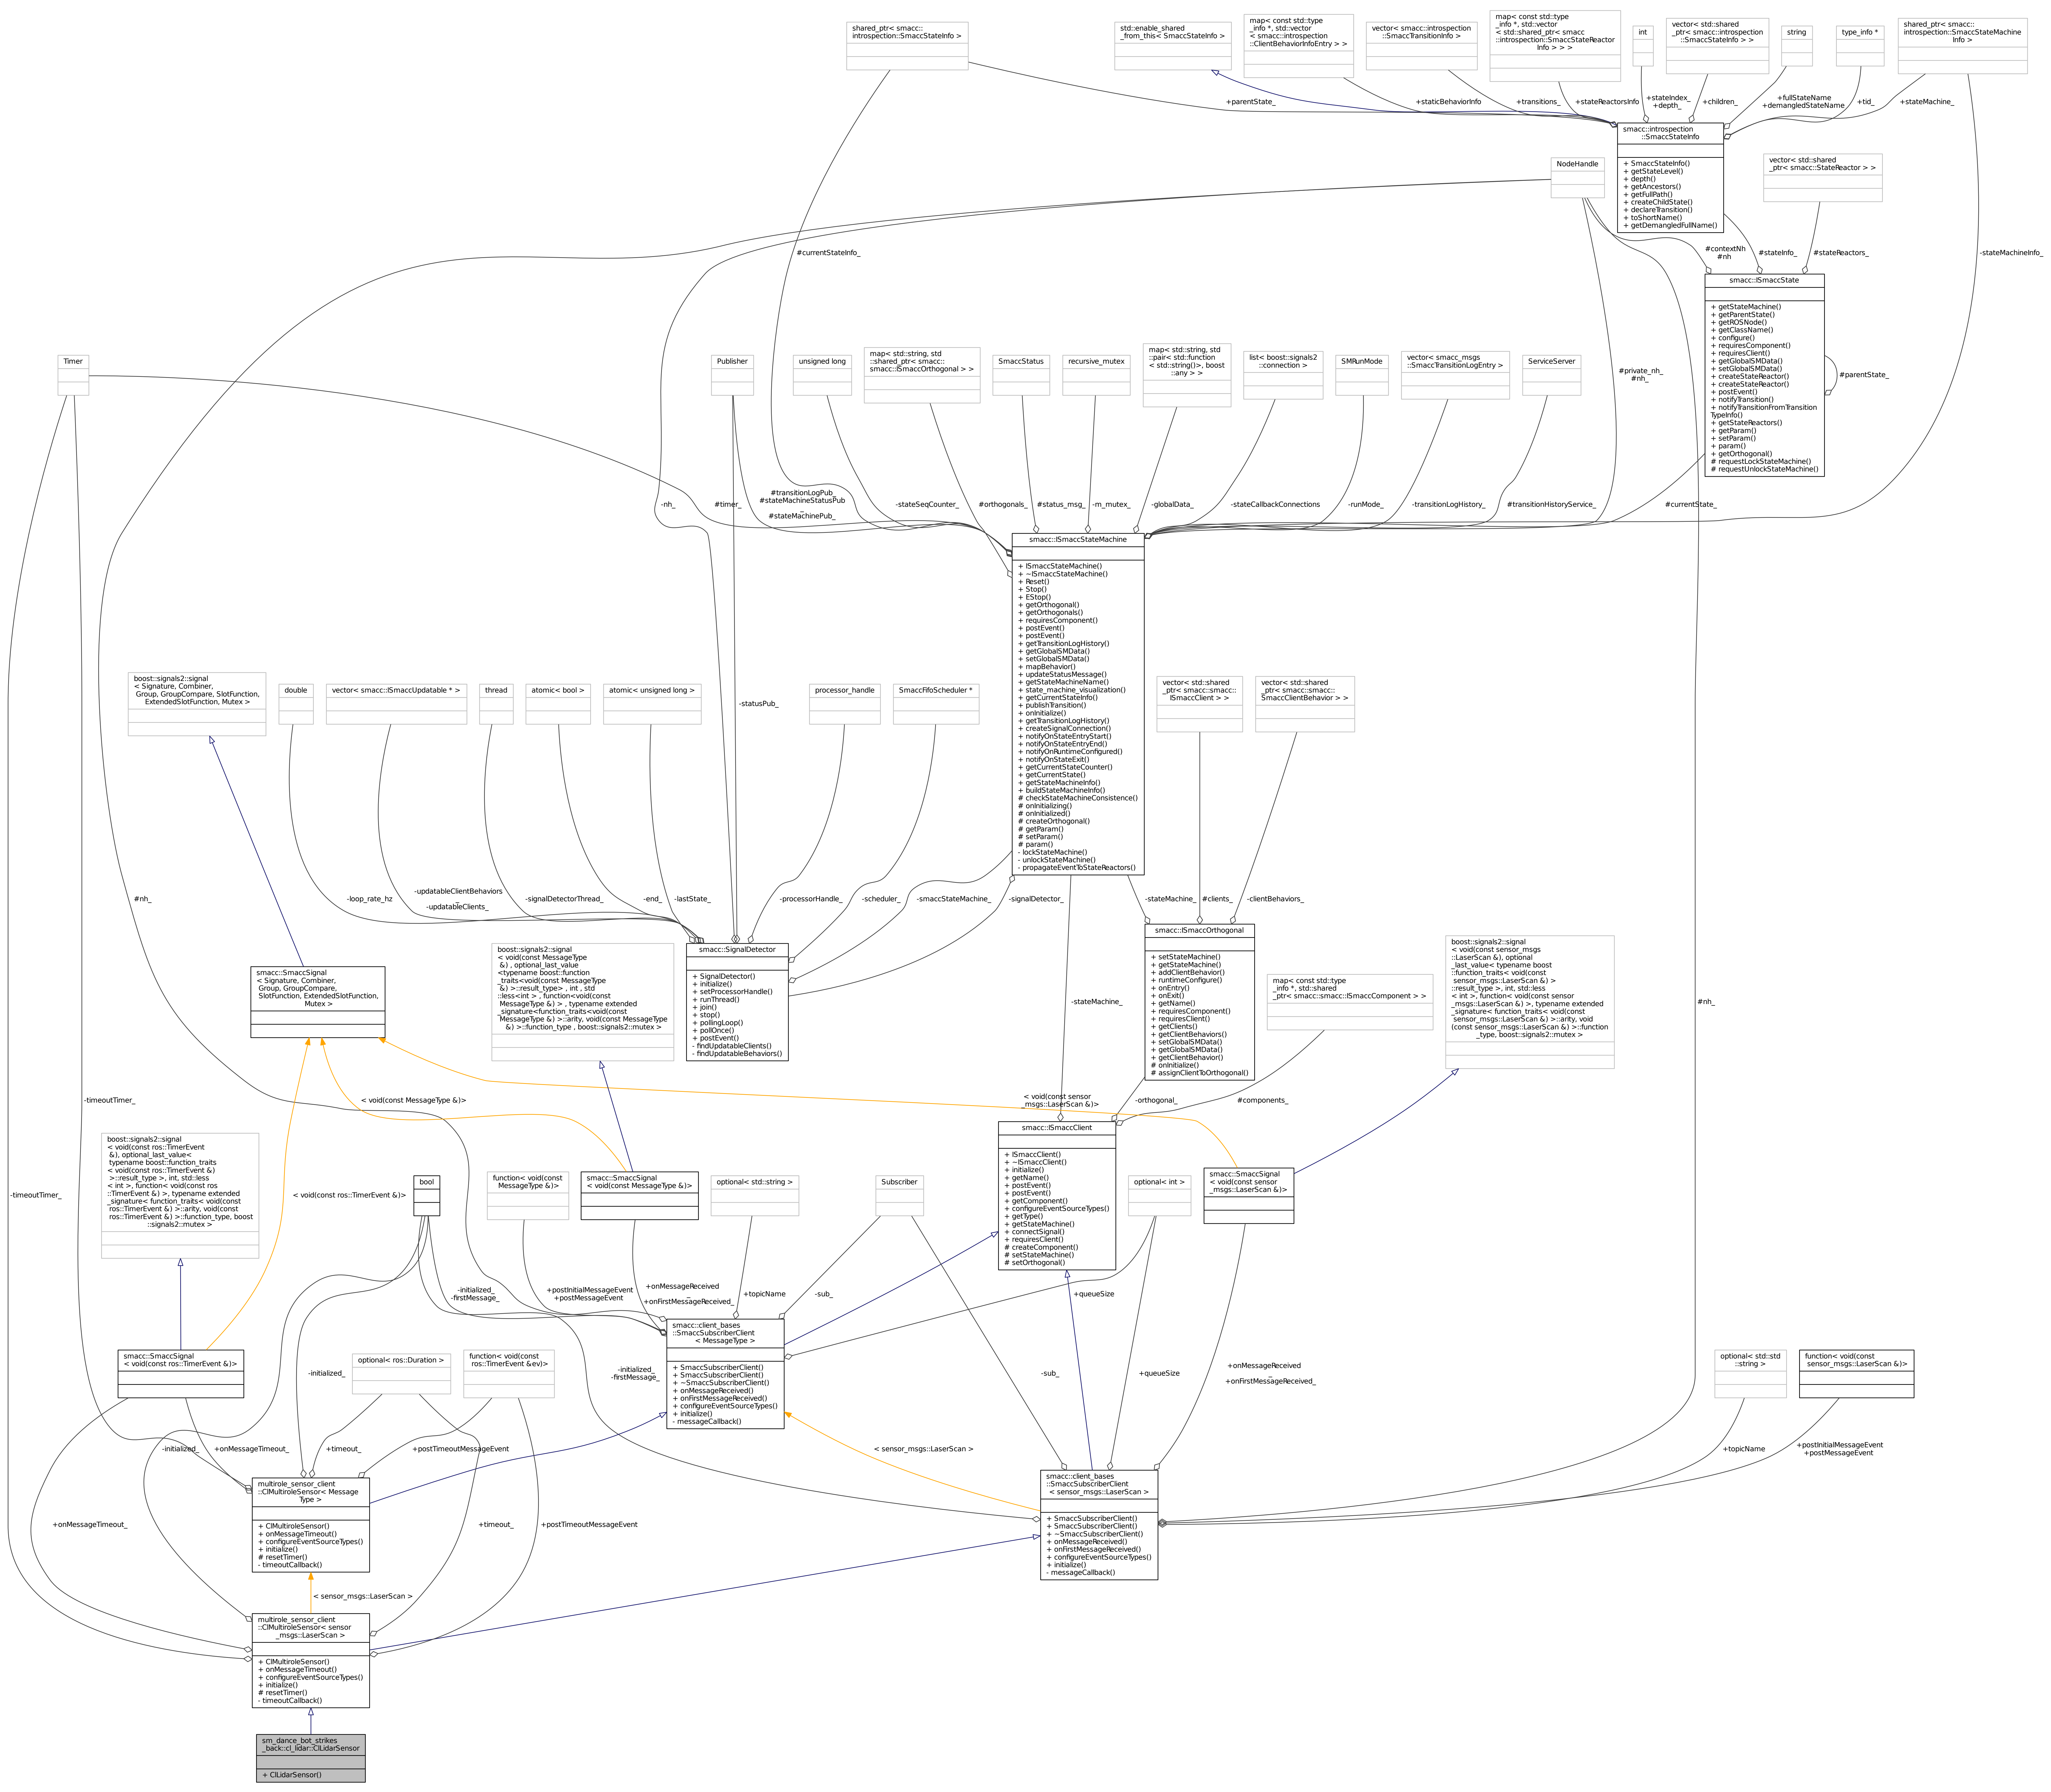 shared_ptr< smacc::
introspection::SmaccStateInfo >
std::enable_shared
_from_this< SmaccStateInfo >
map< const std::type
_info *, std::vector
< smacc::introspection
::ClientBehaviorInfoEntry > >
vector< smacc::introspection
::SmaccTransitionInfo >
map< const std::type
_info *, std::vector
< std::shared_ptr< smacc
::introspection::SmaccStateReactor
Info > > >
int
vector< std::shared
_ptr< smacc::introspection
::SmaccStateInfo > >
string
type_info *
shared_ptr< smacc::
introspection::SmaccStateMachine
Info >
+parentState_
+staticBehaviorInfo
+transitions_
+stateReactorsInfo
+stateIndex_
+depth_
+children_
+fullStateName
+demangledStateName
+tid_
+stateMachine_
smacc::introspection
::SmaccStateInfo
+ SmaccStateInfo()
+ getStateLevel()
+ depth()
+ getAncestors()
+ getFullPath()
+ createChildState()
+ declareTransition()
+ toShortName()
+ getDemangledFullName()
NodeHandle
vector< std::shared
_ptr< smacc::StateReactor > >
#currentStateInfo_
#contextNh
#nh
#stateInfo_
#stateReactors_
-stateMachineInfo_
smacc::ISmaccState
+ getStateMachine()
+ getParentState()
+ getROSNode()
+ getClassName()
+ configure()
+ requiresComponent()
+ requiresClient()
+ getGlobalSMData()
+ setGlobalSMData()
+ createStateReactor()
+ createStateReactor()
+ postEvent()
+ notifyTransition()
+ notifyTransitionFromTransition
TypeInfo()
+ getStateReactors()
+ getParam()
+ setParam()
+ param()
+ getOrthogonal()
# requestLockStateMachine()
# requestUnlockStateMachine()
#parentState_
Timer
Publisher
unsigned long
map< std::string, std
::shared_ptr< smacc::
smacc::ISmaccOrthogonal > >
SmaccStatus
recursive_mutex
map< std::string, std
::pair< std::function
< std::string()>, boost
::any > >
list< boost::signals2
::connection >
SMRunMode
vector< smacc_msgs
::SmaccTransitionLogEntry >
ServiceServer
#private_nh_
#nh_
-nh_
#timer_
#transitionLogPub_
#stateMachineStatusPub
_
#stateMachinePub_
-stateSeqCounter_
#orthogonals_
#status_msg_
-m_mutex_
-globalData_
-stateCallbackConnections
-runMode_
-transitionLogHistory_
#transitionHistoryService_
#currentState_
smacc::ISmaccStateMachine
+ ISmaccStateMachine()
+ ~ISmaccStateMachine()
+ Reset()
+ Stop()
+ EStop()
+ getOrthogonal()
+ getOrthogonals()
+ requiresComponent()
+ postEvent()
+ postEvent()
+ getTransitionLogHistory()
+ getGlobalSMData()
+ setGlobalSMData()
+ mapBehavior()
+ updateStatusMessage()
+ getStateMachineName()
+ state_machine_visualization()
+ getCurrentStateInfo()
+ publishTransition()
+ onInitialize()
+ getTransitionLogHistory()
+ createSignalConnection()
+ notifyOnStateEntryStart()
+ notifyOnStateEntryEnd()
+ notifyOnRuntimeConfigured()
+ notifyOnStateExit()
+ getCurrentStateCounter()
+ getCurrentState()
+ getStateMachineInfo()
+ buildStateMachineInfo()
# checkStateMachineConsistence()
# onInitializing()
# onInitialized()
# createOrthogonal()
# getParam()
# setParam()
# param()
- lockStateMachine()
- unlockStateMachine()
- propagateEventToStateReactors()
boost::signals2::signal
< Signature, Combiner,
Group, GroupCompare, SlotFunction,
ExtendedSlotFunction, Mutex >
double
vector< smacc::ISmaccUpdatable * >
thread
atomic< bool >
atomic< unsigned long >
processor_handle
SmaccFifoScheduler *
vector< std::shared
_ptr< smacc::smacc::
ISmaccClient > >
vector< std::shared
_ptr< smacc::smacc::
SmaccClientBehavior > >
-statusPub_
#nh_
-loop_rate_hz
-updatableClientBehaviors
_
-updatableClients_
-signalDetectorThread_
-end_
-lastState_
-processorHandle_
-scheduler_
-smaccStateMachine_
-signalDetector_
-stateMachine_
#clients_
-clientBehaviors_
smacc::SignalDetector
+ SignalDetector()
+ initialize()
+ setProcessorHandle()
+ runThread()
+ join()
+ stop()
+ pollingLoop()
+ pollOnce()
+ postEvent()
- findUpdatableClients()
- findUpdatableBehaviors()
smacc::ISmaccOrthogonal
+ setStateMachine()
+ getStateMachine()
+ addClientBehavior()
+ runtimeConfigure()
+ onEntry()
+ onExit()
+ getName()
+ requiresComponent()
+ requiresClient()
+ getClients()
+ getClientBehaviors()
+ setGlobalSMData()
+ getGlobalSMData()
+ getClientBehavior()
# onInitialize()
# assignClientToOrthogonal()
smacc::SmaccSignal
< Signature, Combiner,
Group, GroupCompare,
SlotFunction, ExtendedSlotFunction,
Mutex >
boost::signals2::signal
< void(const MessageType
&) , optional_last_value
<typename boost::function
_traits<void(const MessageType
&) >::result_type> , int , std
::less<int > , function<void(const
MessageType &) > , typename extended
_signature<function_traits<void(const
MessageType &) >::arity, void(const MessageType
&) >::function_type , boost::signals2::mutex >
map< const std::type
_info *, std::shared
_ptr< smacc::smacc::ISmaccComponent > >
boost::signals2::signal
< void(const sensor_msgs
::LaserScan &), optional
_last_value< typename boost
::function_traits< void(const
sensor_msgs::LaserScan &) >
::result_type >, int, std::less
< int >, function< void(const sensor
_msgs::LaserScan &) >, typename extended
_signature< function_traits< void(const
sensor_msgs::LaserScan &) >::arity, void
(const sensor_msgs::LaserScan &) >::function
_type, boost::signals2::mutex >
-stateMachine_
#nh_
-timeoutTimer_
< void(const MessageType &)>
< void(const sensor
_msgs::LaserScan &)>
-orthogonal_
#components_
smacc::ISmaccClient
+ ISmaccClient()
+ ~ISmaccClient()
+ initialize()
+ getName()
+ postEvent()
+ postEvent()
+ getComponent()
+ configureEventSourceTypes()
+ getType()
+ getStateMachine()
+ connectSignal()
+ requiresClient()
# createComponent()
# setStateMachine()
# setOrthogonal()
boost::signals2::signal
< void(const ros::TimerEvent
&), optional_last_value<
typename boost::function_traits
< void(const ros::TimerEvent &)
>::result_type >, int, std::less
< int >, function< void(const ros
::TimerEvent &) >, typename extended
_signature< function_traits< void(const
ros::TimerEvent &) >::arity, void(const
ros::TimerEvent &) >::function_type, boost
::signals2::mutex >
-timeoutTimer_
< void(const ros::TimerEvent &)>
bool
function< void(const
MessageType &)>
smacc::SmaccSignal
< void(const MessageType &)>
optional< std::string >
Subscriber
optional< int >
smacc::SmaccSignal
< void(const sensor
_msgs::LaserScan &)>
-initialized_
-firstMessage_
+postInitialMessageEvent
+postMessageEvent
+onMessageReceived
_
+onFirstMessageReceived_
+topicName
-sub_
+queueSize
smacc::client_bases
::SmaccSubscriberClient
< MessageType >
+ SmaccSubscriberClient()
+ SmaccSubscriberClient()
+ ~SmaccSubscriberClient()
+ onMessageReceived()
+ onFirstMessageReceived()
+ configureEventSourceTypes()
+ initialize()
- messageCallback()
smacc::SmaccSignal
< void(const ros::TimerEvent &)>
optional< ros::Duration >
function< void(const
ros::TimerEvent &ev)>
optional< std::std
::string >
function< void(const
sensor_msgs::LaserScan &)>
-initialized_
-initialized_
-firstMessage_
-sub_
+queueSize
+onMessageReceived
_
+onFirstMessageReceived_
-initialized_
+onMessageTimeout_
+timeout_
+postTimeoutMessageEvent
< sensor_msgs::LaserScan >
+topicName
+postInitialMessageEvent
+postMessageEvent
multirole_sensor_client
::ClMultiroleSensor< Message
Type >
+ ClMultiroleSensor()
+ onMessageTimeout()
+ configureEventSourceTypes()
+ initialize()
# resetTimer()
- timeoutCallback()
smacc::client_bases
::SmaccSubscriberClient
< sensor_msgs::LaserScan >
+ SmaccSubscriberClient()
+ SmaccSubscriberClient()
+ ~SmaccSubscriberClient()
+ onMessageReceived()
+ onFirstMessageReceived()
+ configureEventSourceTypes()
+ initialize()
- messageCallback()
+onMessageTimeout_
+timeout_
+postTimeoutMessageEvent
< sensor_msgs::LaserScan >
multirole_sensor_client
::ClMultiroleSensor< sensor
_msgs::LaserScan >
+ ClMultiroleSensor()
+ onMessageTimeout()
+ configureEventSourceTypes()
+ initialize()
# resetTimer()
- timeoutCallback()
sm_dance_bot_strikes
_back::cl_lidar::ClLidarSensor
+ ClLidarSensor()